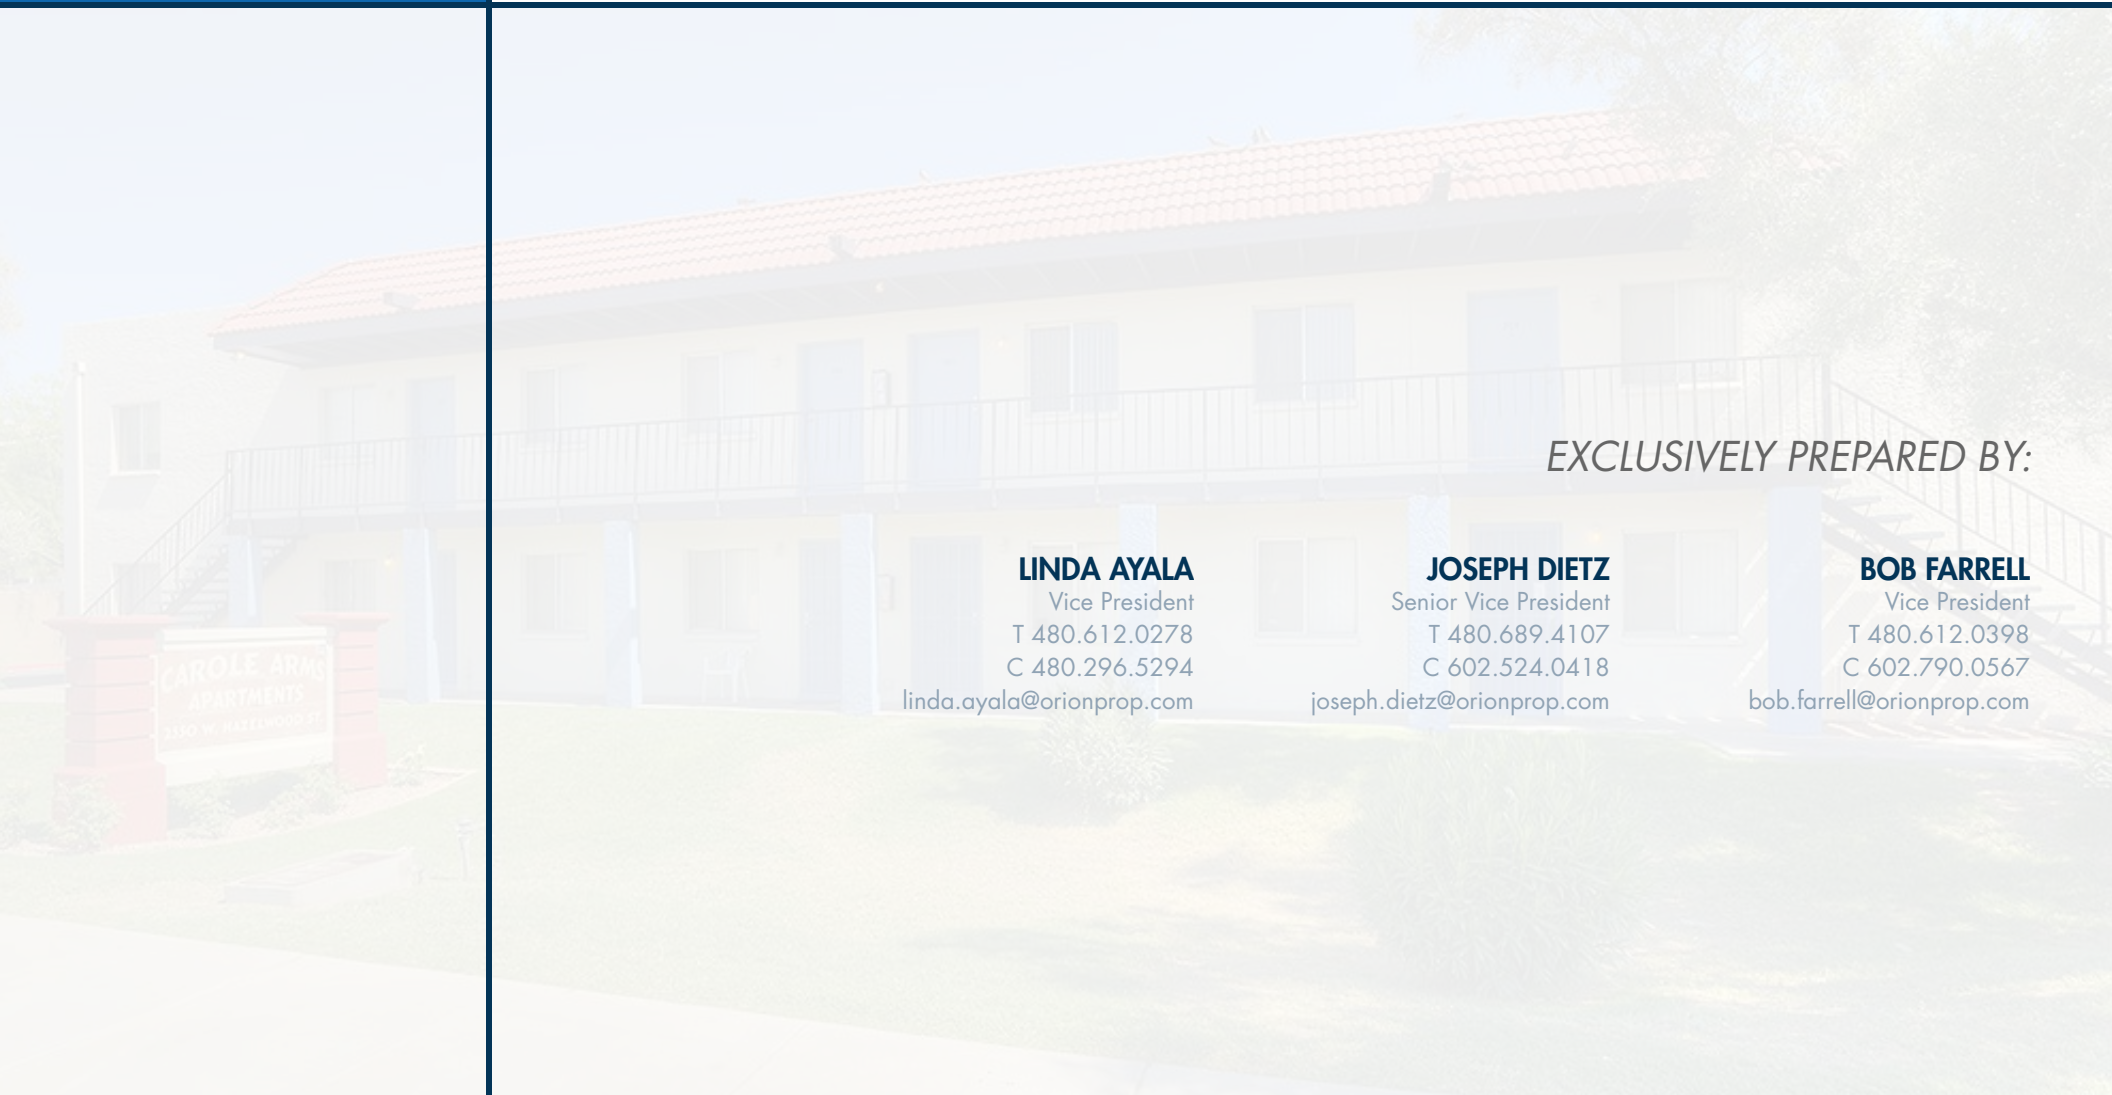 EXCLUSIVELY PREPARED BY:
LINDA AYALA
Vice President
T 480.612.0278
C 480.296.5294
linda.ayala@orionprop.com
JOSEPH DIETZ
Senior Vice President
T 480.689.4107
C 602.524.0418
joseph.dietz@orionprop.com
BOB FARRELL
Vice President
T 480.612.0398
C 602.790.0567
bob.farrell@orionprop.com
CAROLE ARMS
APARTMENTS
W. HAZELWOOD ST.